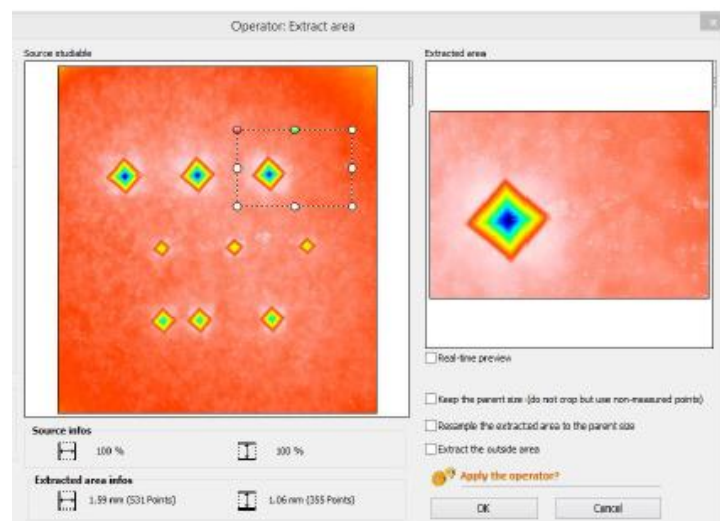 Operator: Extract area
Source studiable
Extracted area
Real-time preview
Keep the parent size (do not crop but use non-measured points)
Resample the extracted area to the parent size
Extract the outside area
Source infos
100 %
100 %
Apply the operator?
Extracted area infos
1.59 mm (531 Points)
1.06 mm (355 Points)
OK
Cancel